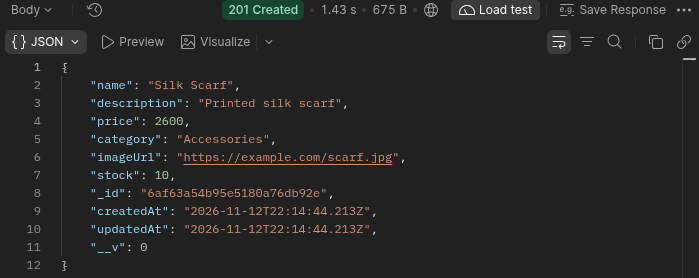 Body 201 Created • 1.43 s • 675 B • Load test e.g. Save Response •••
{} JSON Preview Visualize
1 {
2 "name": "Silk Scarf",
3 "description": "Printed silk scarf",
4 "price": 2600,
5 "category": "Accessories",
6 "imageUrl": "https://example.com/scarf.jpg",
7 "stock": 10,
8 "_id": "6af63a54b95e5180a76db92e",
9 "createdAt": "2026-11-12T22:14:44.213Z",
10 "updatedAt": "2026-11-12T22:14:44.213Z",
11 "__v": 0
12 }